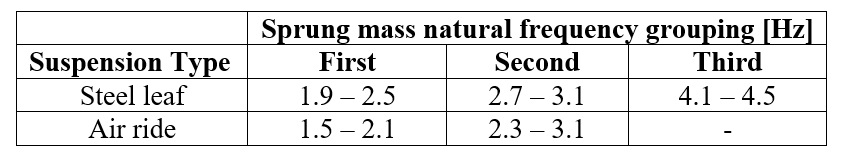 Sprung mass natural frequency grouping [Hz]
Suspension Type First Second Third
Steel leaf 1.9 – 2.5 2.7 – 3.1 4.1 – 4.5
Air ride 1.5 – 2.1 2.3 – 3.1 -